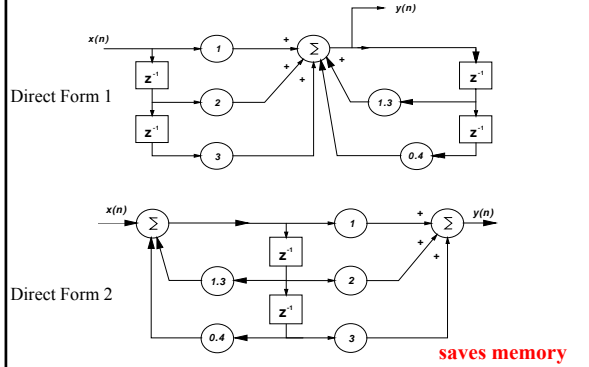 y(n)
x(n) 1 + Σ
+ +
z⁻¹ + z⁻¹
Direct Form 1 2 1.3
z⁻¹ z⁻¹
3 0.4
x(n) Σ 1 + Σ y(n)
+
z⁻¹ +
1.3 2
Direct Form 2 z⁻¹
0.4 3
saves memory